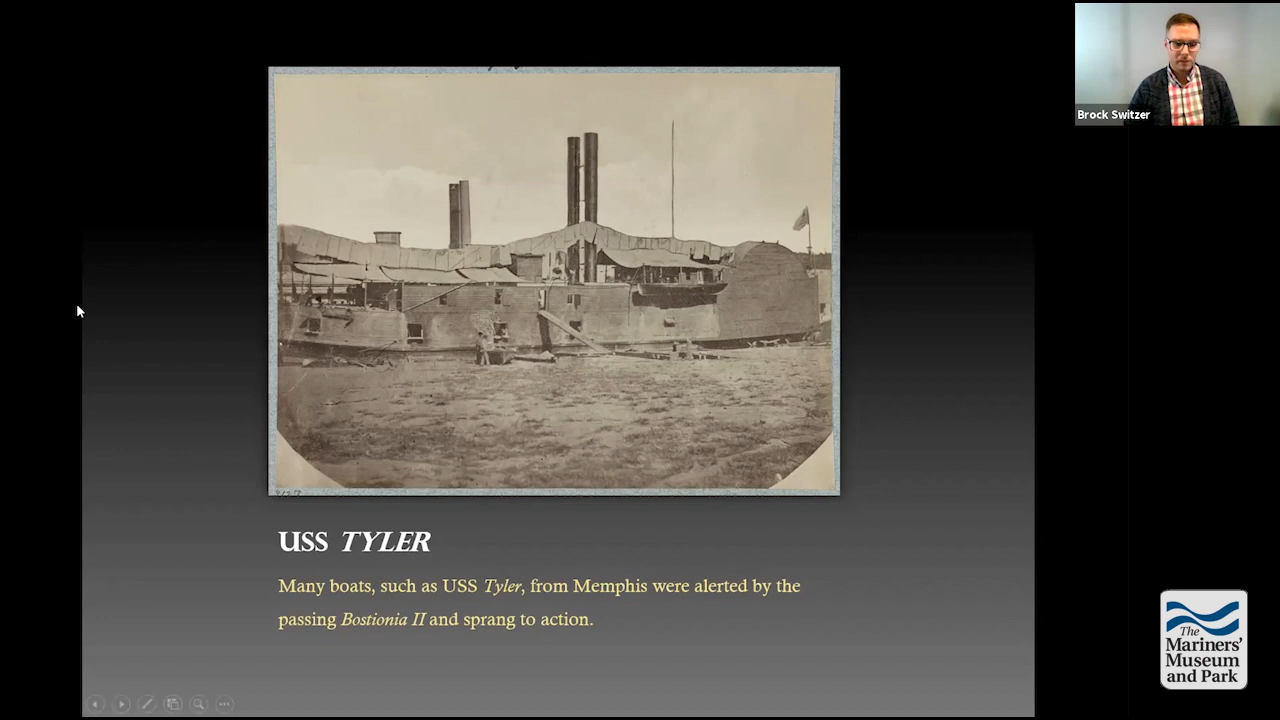 Brock Switzer
USS TYLER
Many boats, such as USS Tyler, from Memphis were alerted by the
passing Bostionia II and sprang to action.
The
Mariners'
Museum
and Park